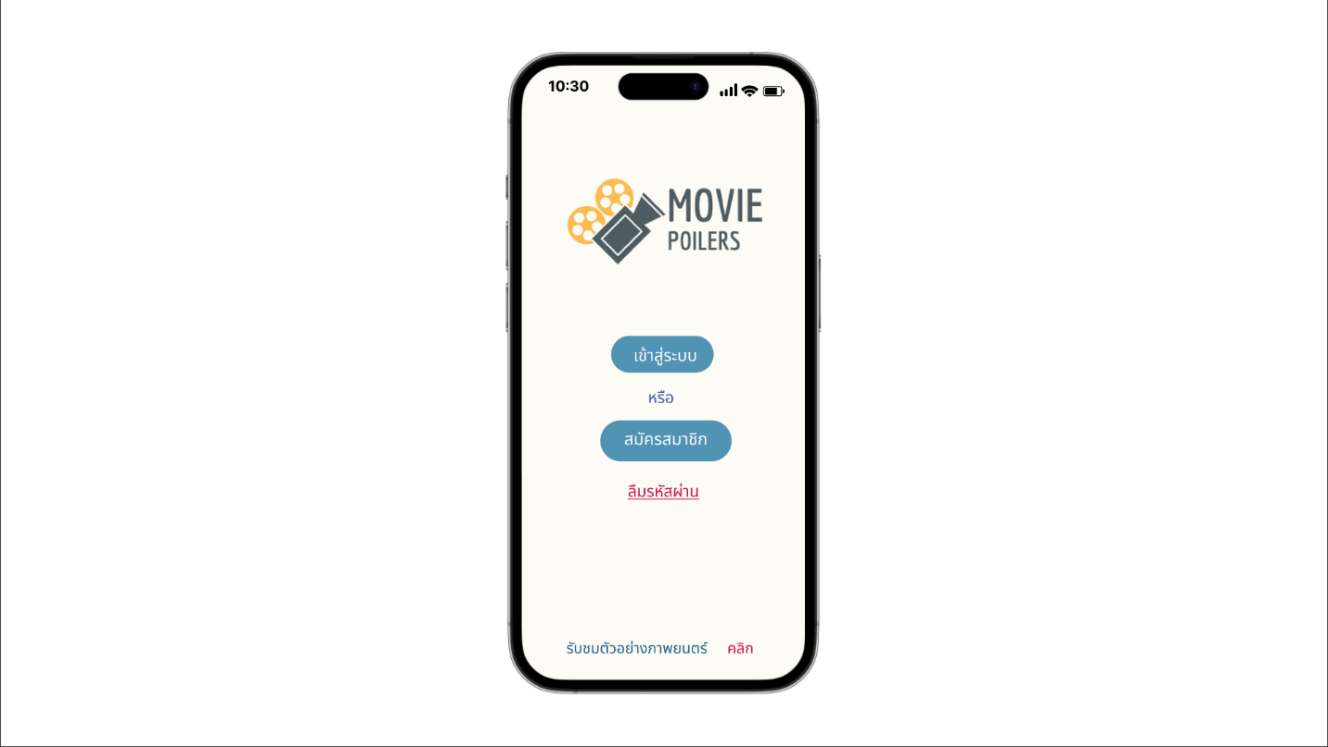 10:30
MOVIE
POILERS
เข้าสู่ระบบ
หรือ
สมัครสมาชิก
ลืมรหัสผ่าน
รับชมตัวอย่างภาพยนตร์ คลิก